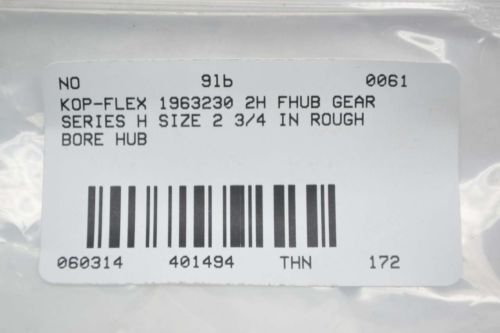 NO 9lb 0061
KOP-FLEX 1963230 2H FHUB GEAR
SERIES H SIZE 2 3/4 IN ROUGH
BORE HUB
060314 401494 THN 172